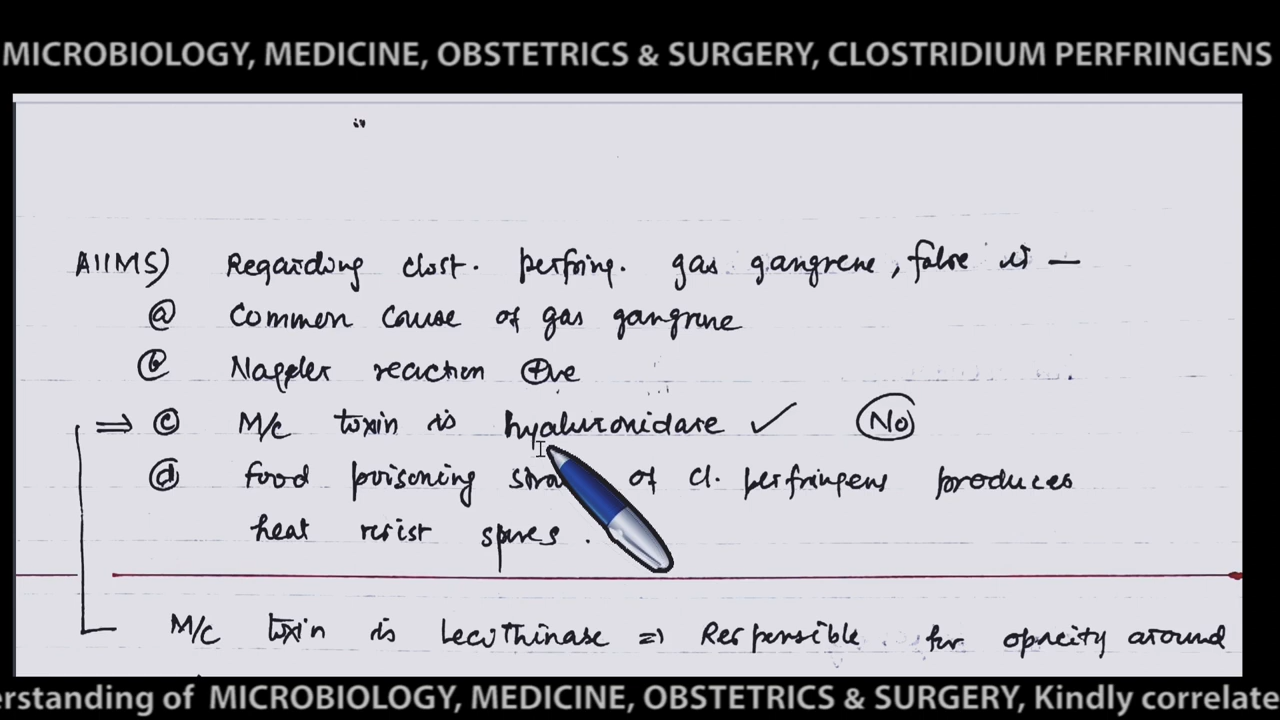 MICROBIOLOGY, MEDICINE, OBSTETRICS & SURGERY, CLOSTRIDIUM PERFRINGENS
AIIMS) Regarding clost. perfring. gas gangrene, false is —
(a) Common cause of gas gangrene
(b) Nagler reaction ⊕ve
⇒ (c) M/C toxin is hyaluronidase ✓ (No)
(d) food poisoning of cl. perfringens produces
heat resist spores.
M/C toxin is Lecithinase ⇒ Responsible for opacity around
erstanding of MICROBIOLOGY, MEDICINE, OBSTETRICS & SURGERY, Kindly correlate